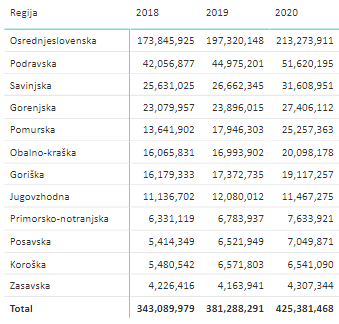 Regija 2018 2019 2020
Osrednjeslovenska 173,845,925 197,320,148 213,273,911
Podravska 42,056,877 44,975,201 51,620,195
Savinjska 25,631,025 26,662,345 31,608,951
Gorenjska 23,079,957 23,896,015 27,406,112
Pomurska 13,641,902 17,946,303 25,257,363
Obalno-kraška 16,065,831 16,993,902 20,098,178
Goriška 16,179,333 17,372,735 19,117,257
Jugovzhodna 11,136,702 12,080,012 11,467,275
Primorsko-notranjska 6,331,119 6,783,937 7,633,921
Posavska 5,414,349 6,521,949 7,049,871
Koroška 5,480,542 6,571,803 6,541,090
Zasavska 4,226,416 4,163,941 4,307,344
Total 343,089,979 381,288,291 425,381,468